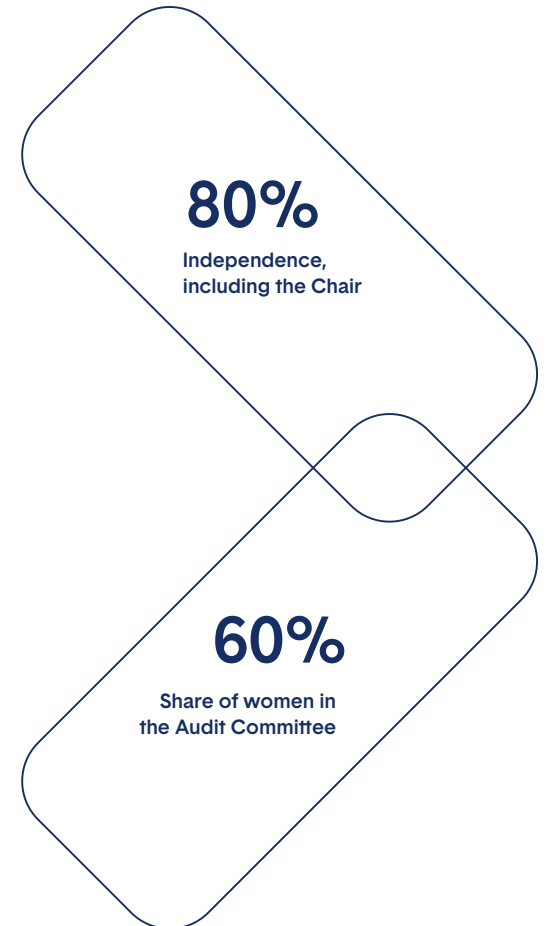 80%
Independence,
including the Chair
60%
Share of women in
the Audit Committee